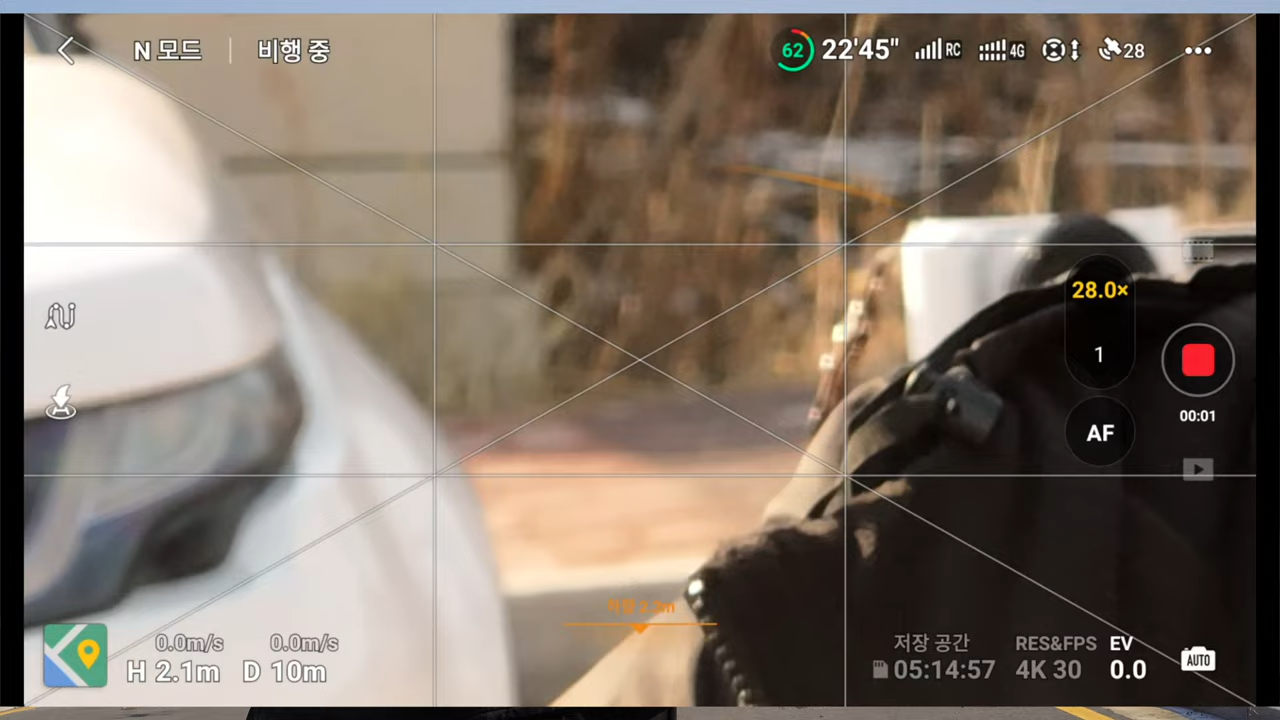 N 모드 | 비행 중
62 22'45" RC 4G 28
28.0×
1
AF
00:01
2.7m
0.0m/s 0.0m/s
H 2.1m D 10m
저장 공간 RES&FPS EV
05:14:57 4K 30 0.0
AUTO